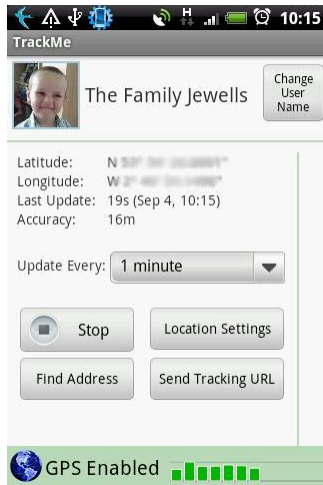 H
10:15
TrackMe
The Family Jewells
Change
User
Name
Latitude: N
Longitude: W
Last Update: 19s (Sep 4, 10:15)
Accuracy: 16m
Update Every: 1 minute
Stop
Location Settings
Find Address
Send Tracking URL
GPS Enabled